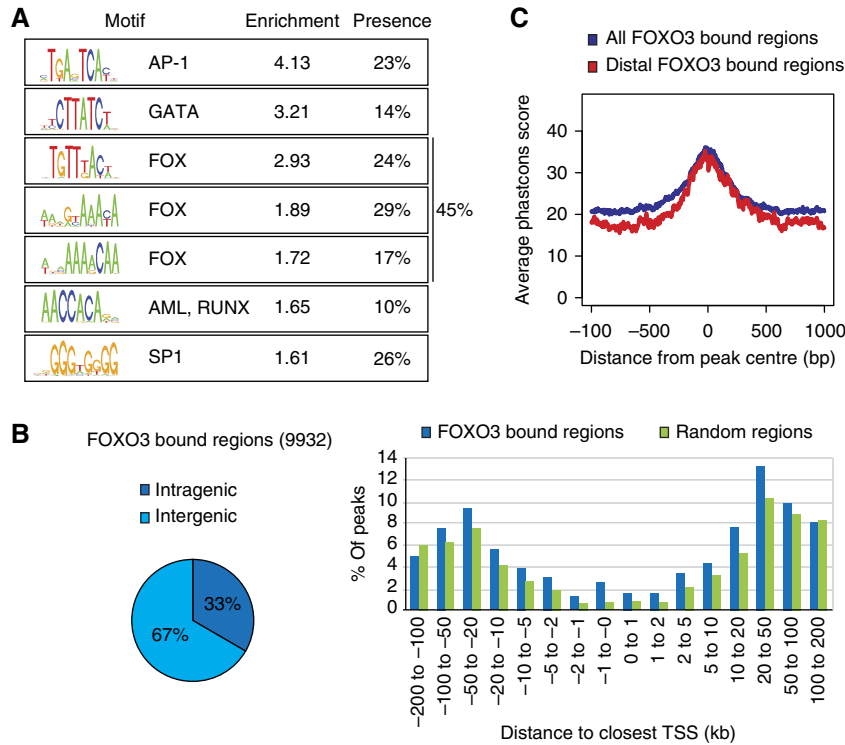 A
Motif Enrichment Presence
TGAGTCA AP-1 4.13 23%
CTTATC GATA 3.21 14%
TGTTTAC FOX 2.93 24%
AAAGTAAACA FOX 1.89 29%
AAAACAA FOX 1.72 17%
45%
AACCACA AML, RUNX 1.65 10%
GGGTGGGG SP1 1.61 26%
C
All FOXO3 bound regions
Distal FOXO3 bound regions
Average phastcons score
40
30
20
10
0
−100 −500 0 500 1000
Distance from peak centre (bp)
B
FOXO3 bound regions (9932)
Intragenic
Intergenic
33%
67%
FOXO3 bound regions Random regions
% Of peaks
14
12
10
8
6
4
2
0
−200 to −100
−100 to −50
−50 to −20
−20 to −10
−10 to −5
−5 to −2
−2 to −1
−1 to −0
0 to 1
1 to 2
2 to 5
5 to 10
10 to 20
20 to 50
50 to 100
100 to 200
Distance to closest TSS (kb)